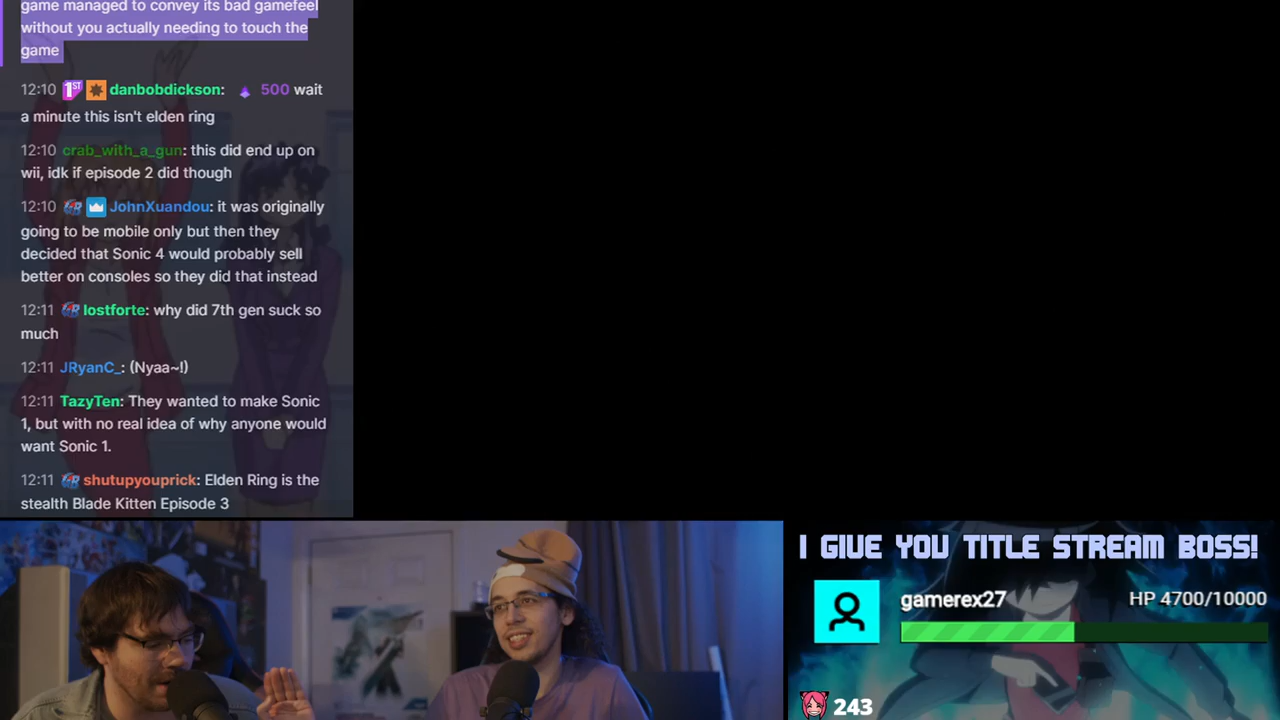 game managed to convey its bad gamefeel
without you actually needing to touch the
game
12:10 1ST danbobdickson: 500 wait
a minute this isn't elden ring
12:10 crab_with_a_gun: this did end up on
wii, idk if episode 2 did though
12:10 JohnXuandou: it was originally
going to be mobile only but then they
decided that Sonic 4 would probably sell
better on consoles so they did that instead
12:11 lostforte: why did 7th gen suck so
much
12:11 JRyanC_: (Nyaa~!)
12:11 TazyTen: They wanted to make Sonic
1, but with no real idea of why anyone would
want Sonic 1.
12:11 shutupyouprick: Elden Ring is the
stealth Blade Kitten Episode 3
I GIVE YOU TITLE STREAM BOSS!
gamerex27 HP 4700/10000
243